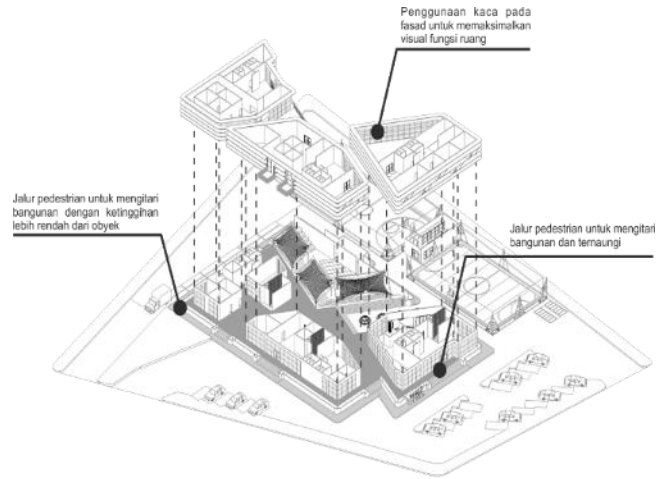 Penggunaan kaca pada
fasad untuk memaksimalkan
visual fungsi ruang
Jalur pedestrian untuk mengitari
bangunan dengan ketinggihan
lebih rendah dari obyek
Jalur pedestrian untuk mengitari
bangunan dan ternaungi